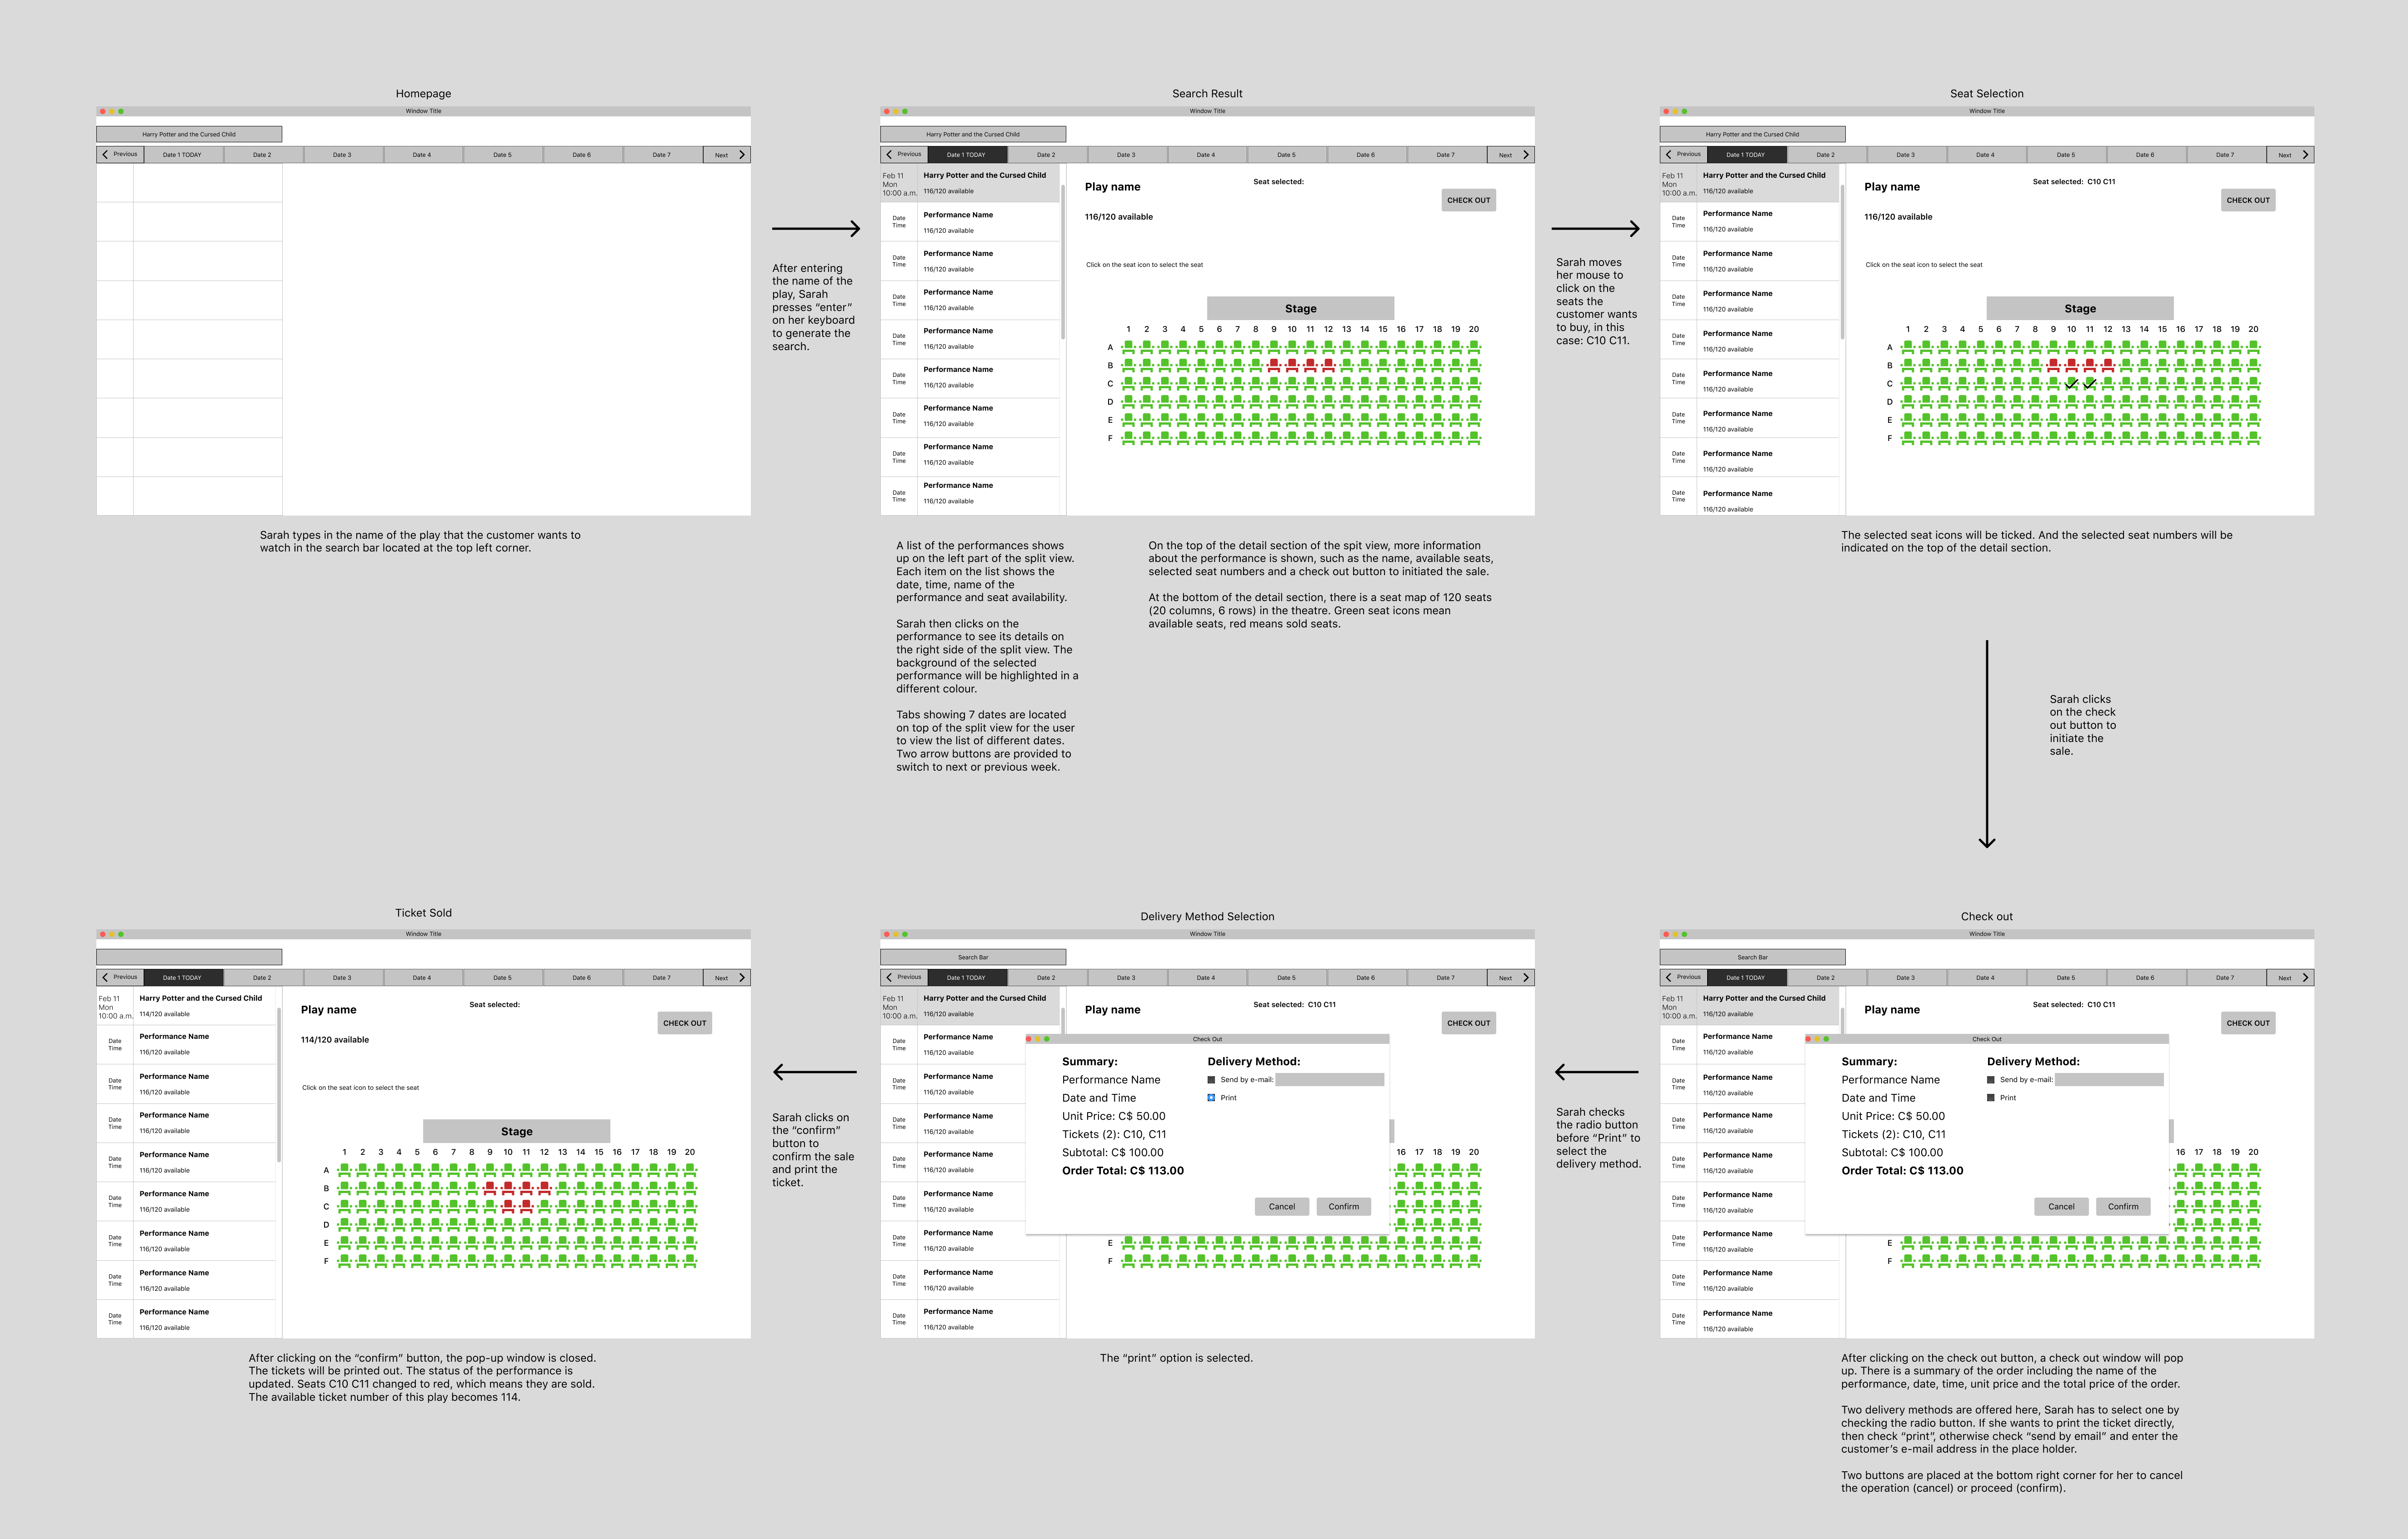 Homepage
Window Title
Harry Potter and the Cursed Child
Previous
Date 1 TODAY
Date 2
Date 3
Date 4
Date 5
Date 6
Date 7
Next
Sarah types in the name of the play that the customer wants to
watch in the search bar located at the top left corner.
After entering
the name of the
play, Sarah
presses “enter”
on her keyboard
to generate the
search.
Search Result
Window Title
Harry Potter and the Cursed Child
Previous
Date 1 TODAY
Date 2
Date 3
Date 4
Date 5
Date 6
Date 7
Next
Feb 11
Mon
10:00 a.m.
Harry Potter and the Cursed Child
116/120 available
Date
Time
Performance Name
116/120 available
Date
Time
Performance Name
116/120 available
Date
Time
Performance Name
116/120 available
Date
Time
Performance Name
116/120 available
Date
Time
Performance Name
116/120 available
Date
Time
Performance Name
116/120 available
Date
Time
Performance Name
116/120 available
Date
Time
Performance Name
116/120 available
Play name
Seat selected:
CHECK OUT
116/120 available
Click on the seat icon to select the seat
Stage
1 2 3 4 5 6 7 8 9 10 11 12 13 14 15 16 17 18 19 20
A
B
C
D
E
F
A list of the performances shows
up on the left part of the split view.
Each item on the list shows the
date, time, name of the
performance and seat availability.
Sarah then clicks on the
performance to see its details on
the right side of the split view. The
background of the selected
performance will be highlighted in a
different colour.
Tabs showing 7 dates are located
on top of the split view for the user
to view the list of different dates.
Two arrow buttons are provided to
switch to next or previous week.
On the top of the detail section of the spit view, more information
about the performance is shown, such as the name, available seats,
selected seat numbers and a check out button to initiated the sale.
At the bottom of the detail section, there is a seat map of 120 seats
(20 columns, 6 rows) in the theatre. Green seat icons mean
available seats, red means sold seats.
Sarah moves
her mouse to
click on the
seats the
customer wants
to buy, in this
case: C10 C11.
Seat Selection
Window Title
Harry Potter and the Cursed Child
Previous
Date 1 TODAY
Date 2
Date 3
Date 4
Date 5
Date 6
Date 7
Next
Feb 11
Mon
10:00 a.m.
Harry Potter and the Cursed Child
116/120 available
Date
Time
Performance Name
116/120 available
Date
Time
Performance Name
116/120 available
Date
Time
Performance Name
116/120 available
Date
Time
Performance Name
116/120 available
Date
Time
Performance Name
116/120 available
Date
Time
Performance Name
116/120 available
Date
Time
Performance Name
116/120 available
Date
Time
Performance Name
116/120 available
Play name
Seat selected: C10 C11
CHECK OUT
116/120 available
Click on the seat icon to select the seat
Stage
1 2 3 4 5 6 7 8 9 10 11 12 13 14 15 16 17 18 19 20
A
B
C
D
E
F
The selected seat icons will be ticked. And the selected seat numbers will be
indicated on the top of the detail section.
Sarah clicks
on the check
out button to
initiate the
sale.
Check out
Window Title
Search Bar
Previous
Date 1 TODAY
Date 2
Date 3
Date 4
Date 5
Date 6
Date 7
Next
Feb 11
Mon
10:00 a.m.
Harry Potter and the Cursed Child
116/120 available
Date
Time
Performance Name
116/120 available
Date
Time
Performance Name
116/120 available
Date
Time
Performance Name
116/120 available
Date
Time
Performance Name
116/120 available
Date
Time
Performance Name
116/120 available
Date
Time
Performance Name
116/120 available
Date
Time
Performance Name
116/120 available
Date
Time
Performance Name
116/120 available
Play name
Seat selected: C10 C11
CHECK OUT
Check Out
Summary:
Performance Name
Date and Time
Unit Price: C$ 50.00
Tickets (2): C10, C11
Subtotal: C$ 100.00
Order Total: C$ 113.00
Delivery Method:
Send by e-mail:
Print
Cancel
Confirm
16 17 18 19 20
E
F
After clicking on the check out button, a check out window will pop
up. There is a summary of the order including the name of the
performance, date, time, unit price and the total price of the order.
Two delivery methods are offered here, Sarah has to select one by
checking the radio button. If she wants to print the ticket directly,
then check “print”, otherwise check “send by email” and enter the
customer’s e-mail address in the place holder.
Two buttons are placed at the bottom right corner for her to cancel
the operation (cancel) or proceed (confirm).
Sarah checks
the radio button
before “Print” to
select the
delivery method.
Delivery Method Selection
Window Title
Search Bar
Previous
Date 1 TODAY
Date 2
Date 3
Date 4
Date 5
Date 6
Date 7
Next
Feb 11
Mon
10:00 a.m.
Harry Potter and the Cursed Child
116/120 available
Date
Time
Performance Name
116/120 available
Date
Time
Performance Name
116/120 available
Date
Time
Performance Name
116/120 available
Date
Time
Performance Name
116/120 available
Date
Time
Performance Name
116/120 available
Date
Time
Performance Name
116/120 available
Date
Time
Performance Name
116/120 available
Date
Time
Performance Name
116/120 available
Play name
Seat selected: C10 C11
CHECK OUT
Check Out
Summary:
Performance Name
Date and Time
Unit Price: C$ 50.00
Tickets (2): C10, C11
Subtotal: C$ 100.00
Order Total: C$ 113.00
Delivery Method:
Send by e-mail:
Print
Cancel
Confirm
16 17 18 19 20
E
F
The “print” option is selected.
Sarah clicks on
the “confirm”
button to
confirm the sale
and print the
ticket.
Ticket Sold
Window Title
Previous
Date 1 TODAY
Date 2
Date 3
Date 4
Date 5
Date 6
Date 7
Next
Feb 11
Mon
10:00 a.m.
Harry Potter and the Cursed Child
114/120 available
Date
Time
Performance Name
116/120 available
Date
Time
Performance Name
116/120 available
Date
Time
Performance Name
116/120 available
Date
Time
Performance Name
116/120 available
Date
Time
Performance Name
116/120 available
Date
Time
Performance Name
116/120 available
Date
Time
Performance Name
116/120 available
Date
Time
Performance Name
116/120 available
Play name
Seat selected:
CHECK OUT
114/120 available
Click on the seat icon to select the seat
Stage
1 2 3 4 5 6 7 8 9 10 11 12 13 14 15 16 17 18 19 20
A
B
C
D
E
F
After clicking on the “confirm” button, the pop-up window is closed.
The tickets will be printed out. The status of the performance is
updated. Seats C10 C11 changed to red, which means they are sold.
The available ticket number of this play becomes 114.